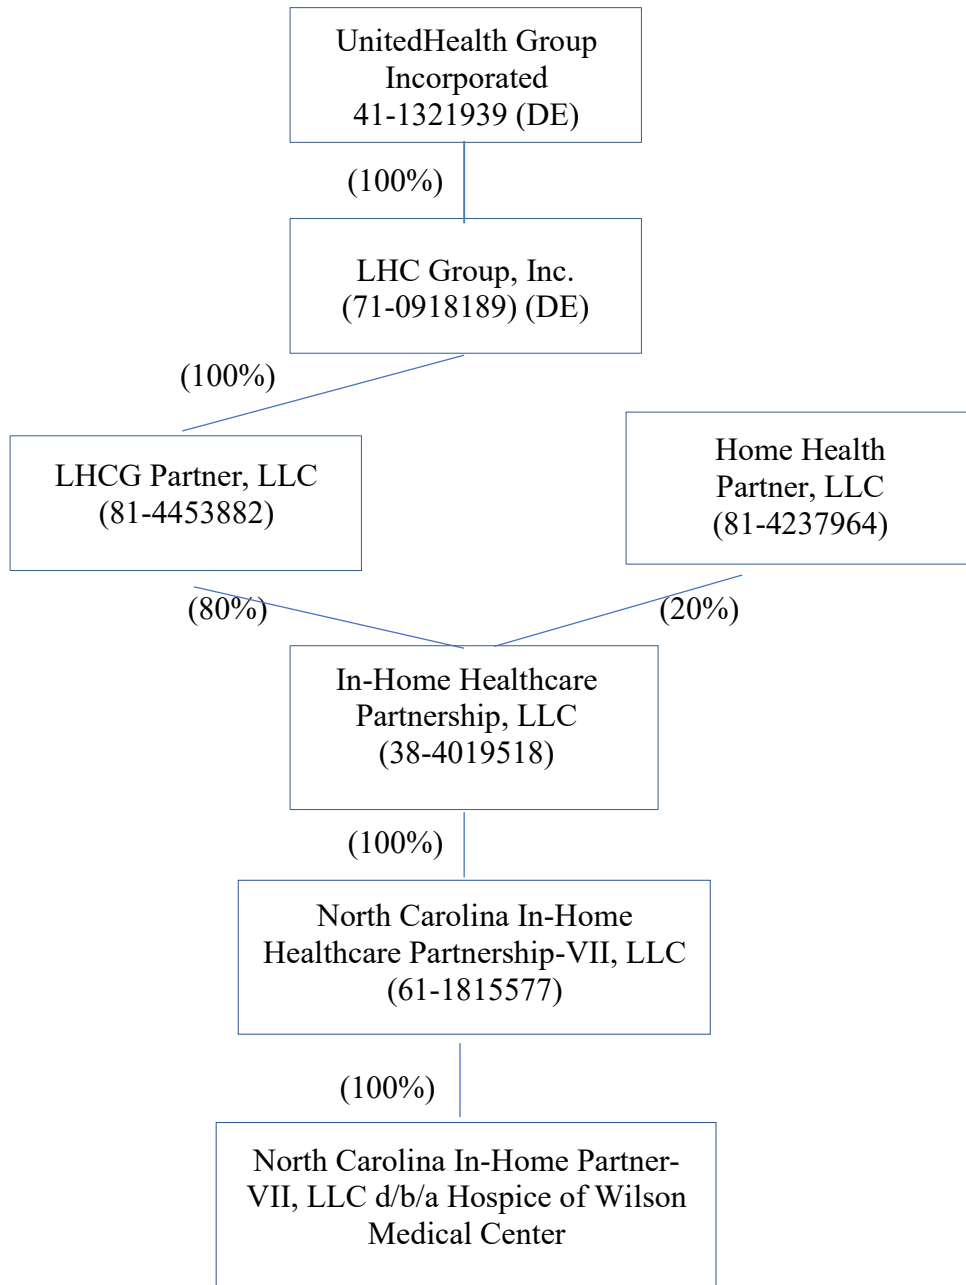 UnitedHealth Group
Incorporated
41-1321939 (DE)
(100%)
LHC Group, Inc.
(71-0918189) (DE)
(100%)
LHCG Partner, LLC
(81-4453882)
Home Health
Partner, LLC
(81-4237964)
(80%)
(20%)
In-Home Healthcare
Partnership, LLC
(38-4019518)
(100%)
North Carolina In-Home
Healthcare Partnership-VII, LLC
(61-1815577)
(100%)
North Carolina In-Home Partner-
VII, LLC d/b/a Hospice of Wilson
Medical Center